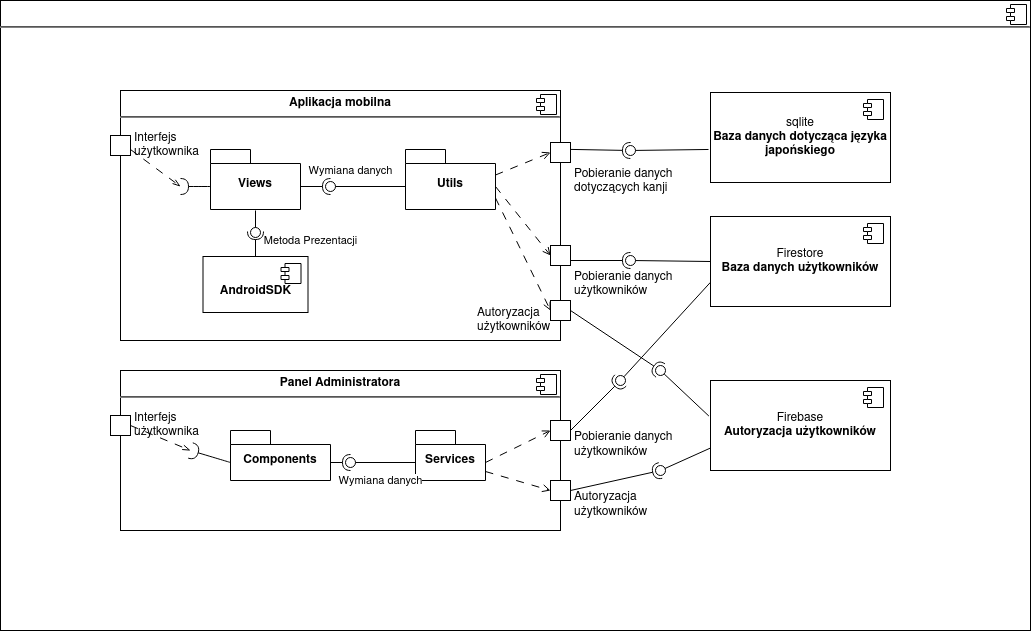 Aplikacja mobilna
Interfejs
użytkownika
Views
Wymiana danych
Utils
Metoda Prezentacji
AndroidSDK
Pobieranie danych
dotyczących kanji
Pobieranie danych
użytkowników
Autoryzacja
użytkowników
sqlite
Baza danych dotycząca języka
japońskiego
Firestore
Baza danych użytkowników
Panel Administratora
Interfejs
użytkownika
Components
Wymiana danych
Services
Pobieranie danych
użytkowników
Autoryzacja
użytkowników
Firebase
Autoryzacja użytkowników